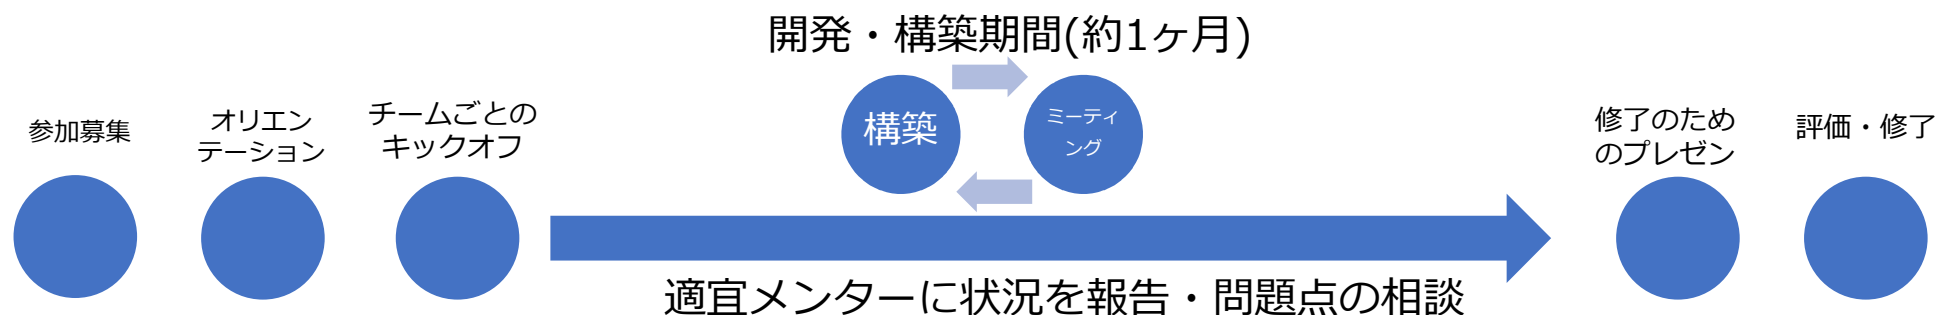 開発・構築期間(約1ヶ月)
参加募集
オリエン
テーション
チームごとの
キックオフ
構築
ミーティ
ング
修了のため
のプレゼン
評価・修了
適宜メンターに状況を報告・問題点の相談